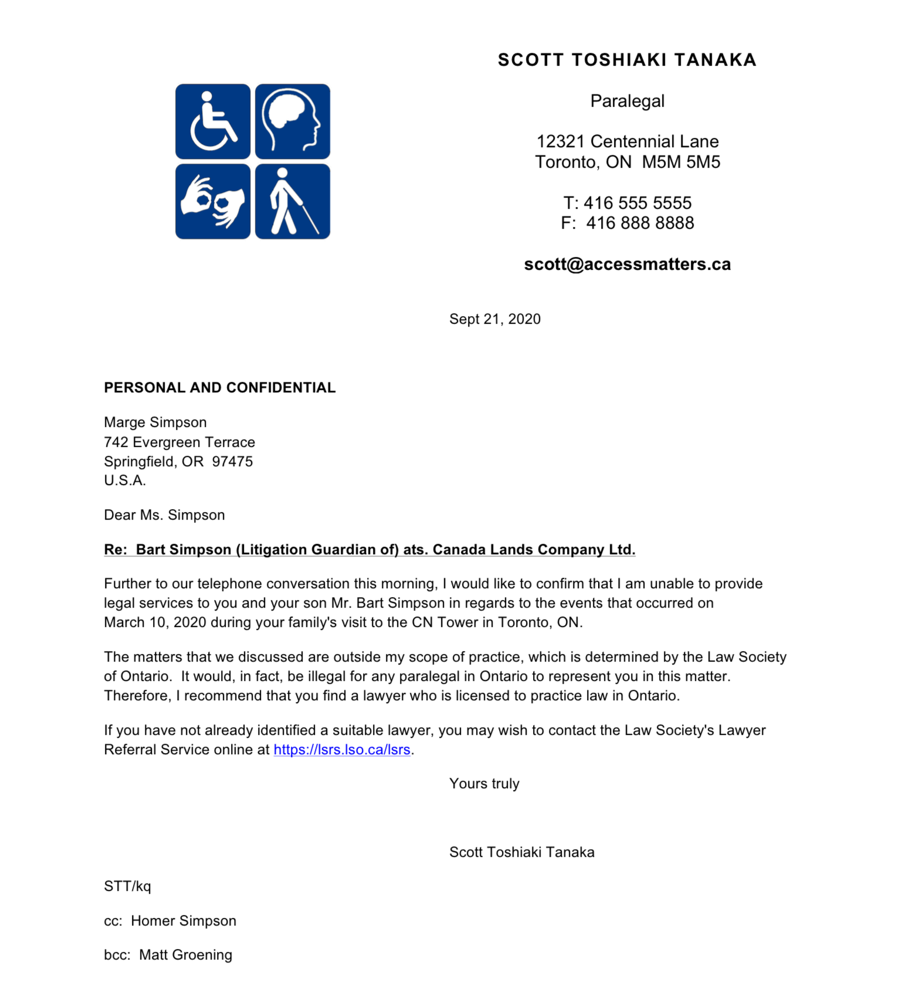 SCOTT TOSHIAKI TANAKA
Paralegal
12321 Centennial Lane
Toronto, ON  M5M 5M5
T: 416 555 5555
F:  416 888 8888
scott@accessmatters.ca
Sept 21, 2020
PERSONAL AND CONFIDENTIAL
Marge Simpson
742 Evergreen Terrace
Springfield, OR  97475
U.S.A.
Dear Ms. Simpson
Re:  Bart Simpson (Litigation Guardian of) ats. Canada Lands Company Ltd.
Further to our telephone conversation this morning, I would like to confirm that I am unable to provide
legal services to you and your son Mr. Bart Simpson in regards to the events that occurred on
March 10, 2020 during your family's visit to the CN Tower in Toronto, ON.
The matters that we discussed are outside my scope of practice, which is determined by the Law Society
of Ontario.  It would, in fact, be illegal for any paralegal in Ontario to represent you in this matter.
Therefore, I recommend that you find a lawyer who is licensed to practice law in Ontario.
If you have not already identified a suitable lawyer, you may wish to contact the Law Society's Lawyer
Referral Service online at https://lsrs.lso.ca/lsrs.
Yours truly
Scott Toshiaki Tanaka
STT/kq
cc:  Homer Simpson
bcc:  Matt Groening